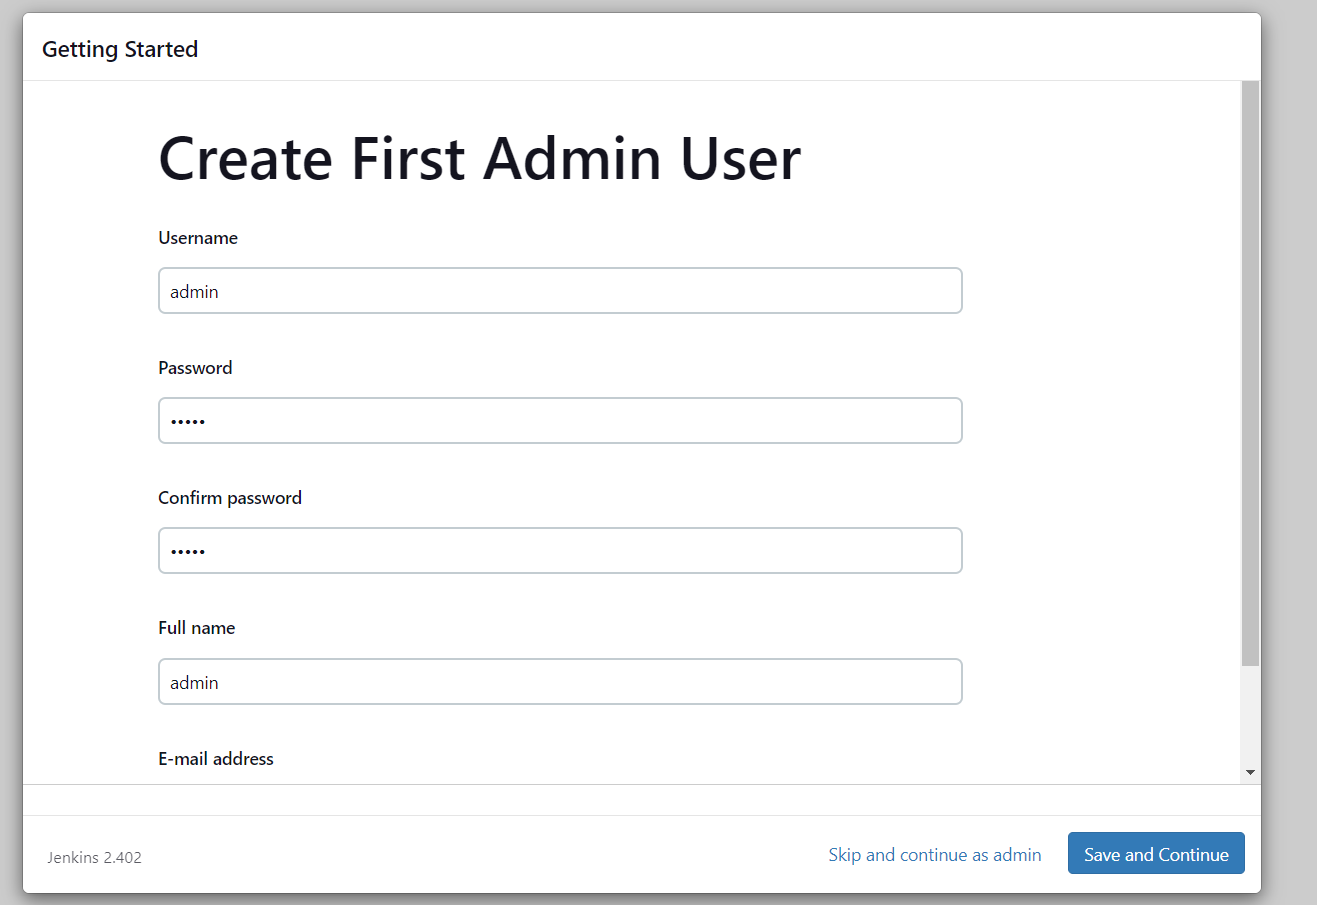 Getting Started
Create First Admin User
Username
admin
Password
•••••
Confirm password
•••••
Full name
admin
E-mail address
Jenkins 2.402
Skip and continue as admin
Save and Continue